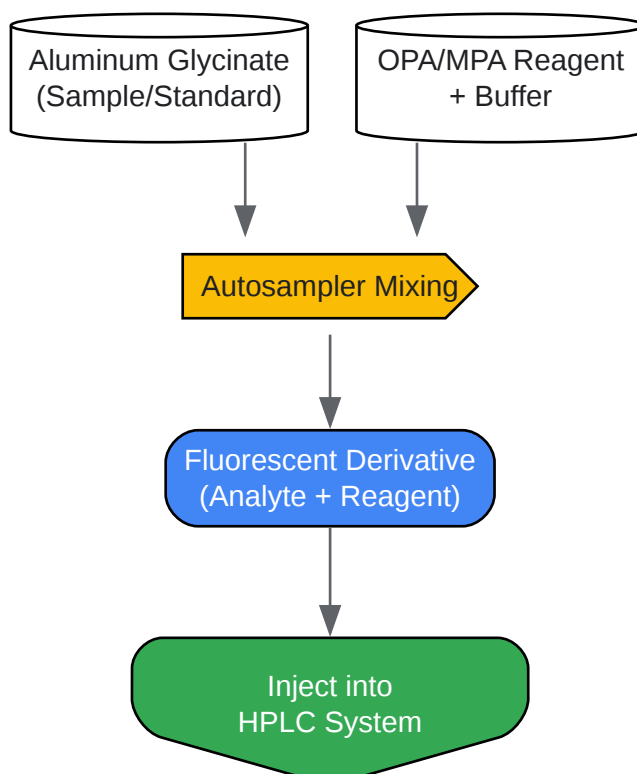 Aluminum Glycinate
(Sample/Standard)
OPA/MPA Reagent
+ Buffer
Autosampler Mixing
Fluorescent Derivative
(Analyte + Reagent)
Inject into
HPLC System